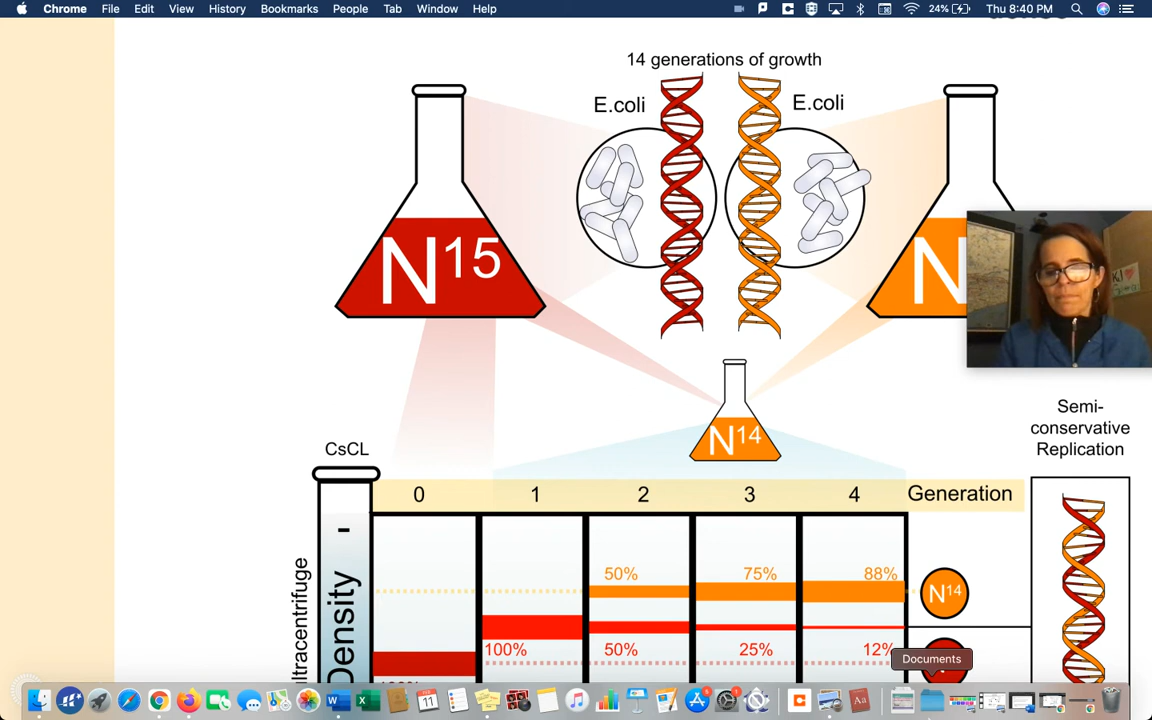 Chrome File Edit View History Bookmarks People Tab Window Help 24% Thu 8:40 PM
14 generations of growth
E.coli E.coli
N15 N
N14
Semi-
conservative
Replication
CsCL
0 1 2 3 4 Generation
-
Density
50% 75% 88% N14
100% 50% 25% 12%
Documents